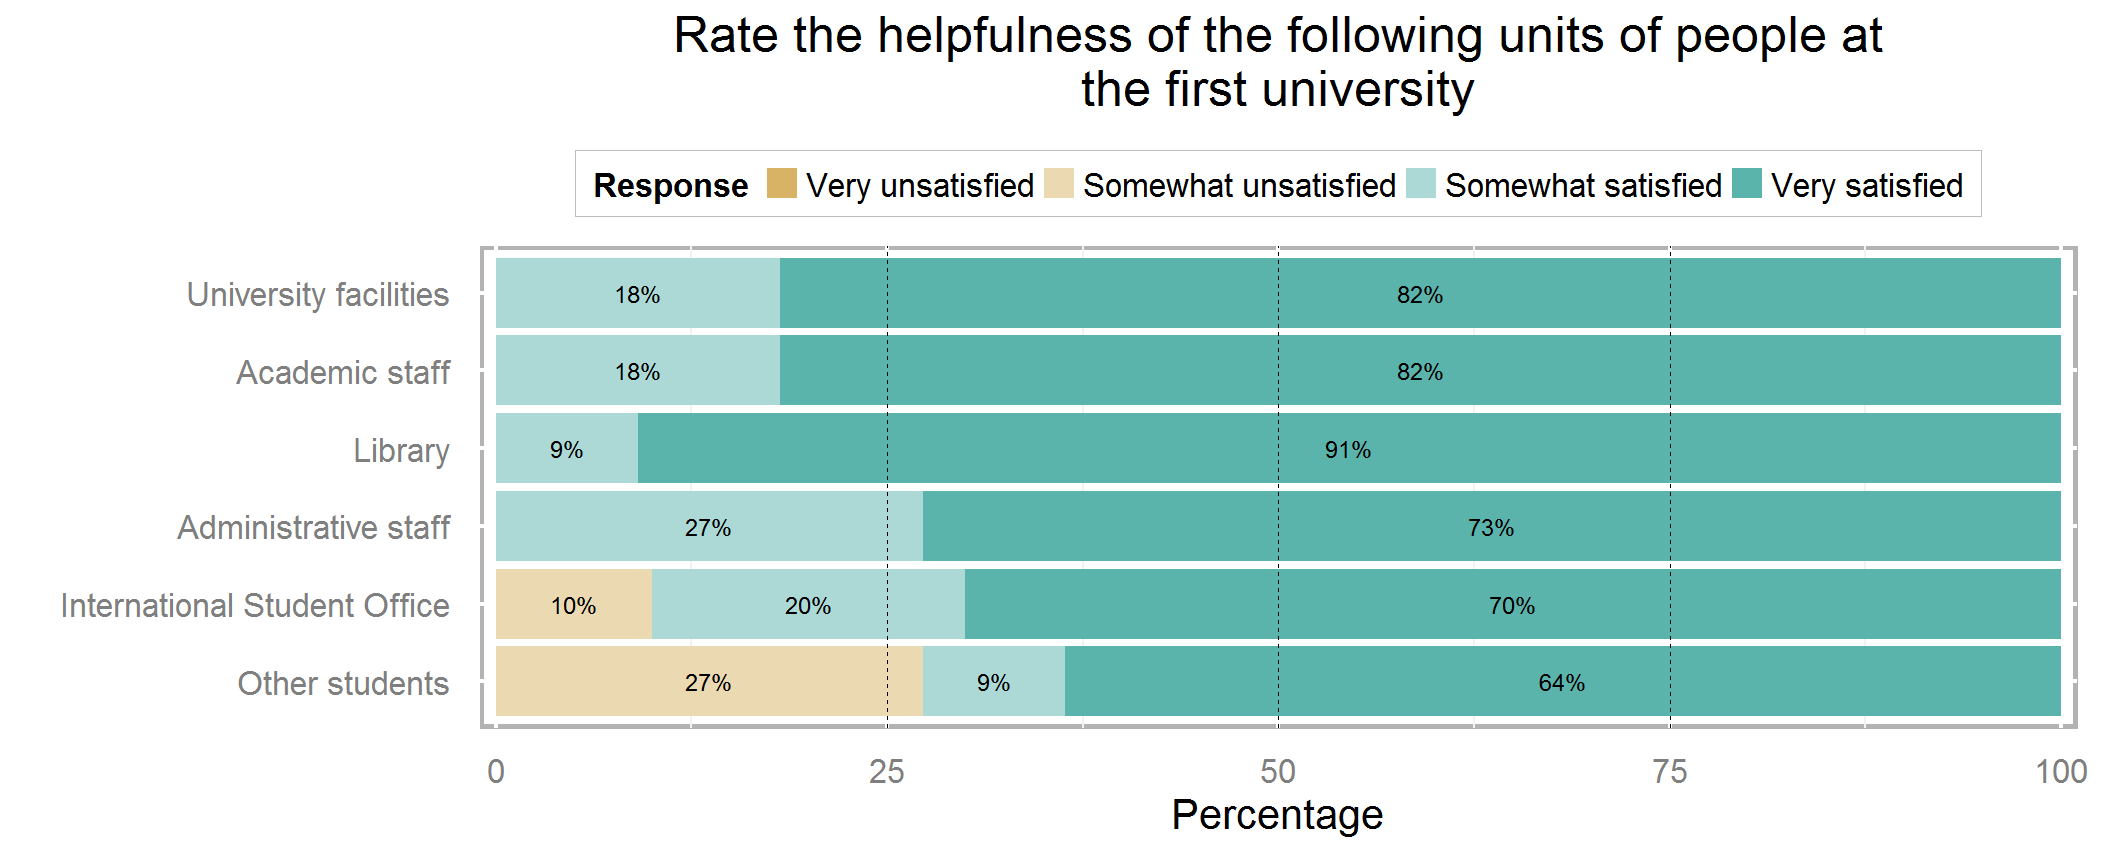 Rate the helpfulness of the following units of people at
the first university
Response Very unsatisfied Somewhat unsatisfied Somewhat satisfied Very satisfied
University facilities 18% 82%
Academic staff 18% 82%
Library 9% 91%
Administrative staff 27% 73%
International Student Office 10% 20% 70%
Other students 27% 9% 64%
0 25 50 75 100
Percentage